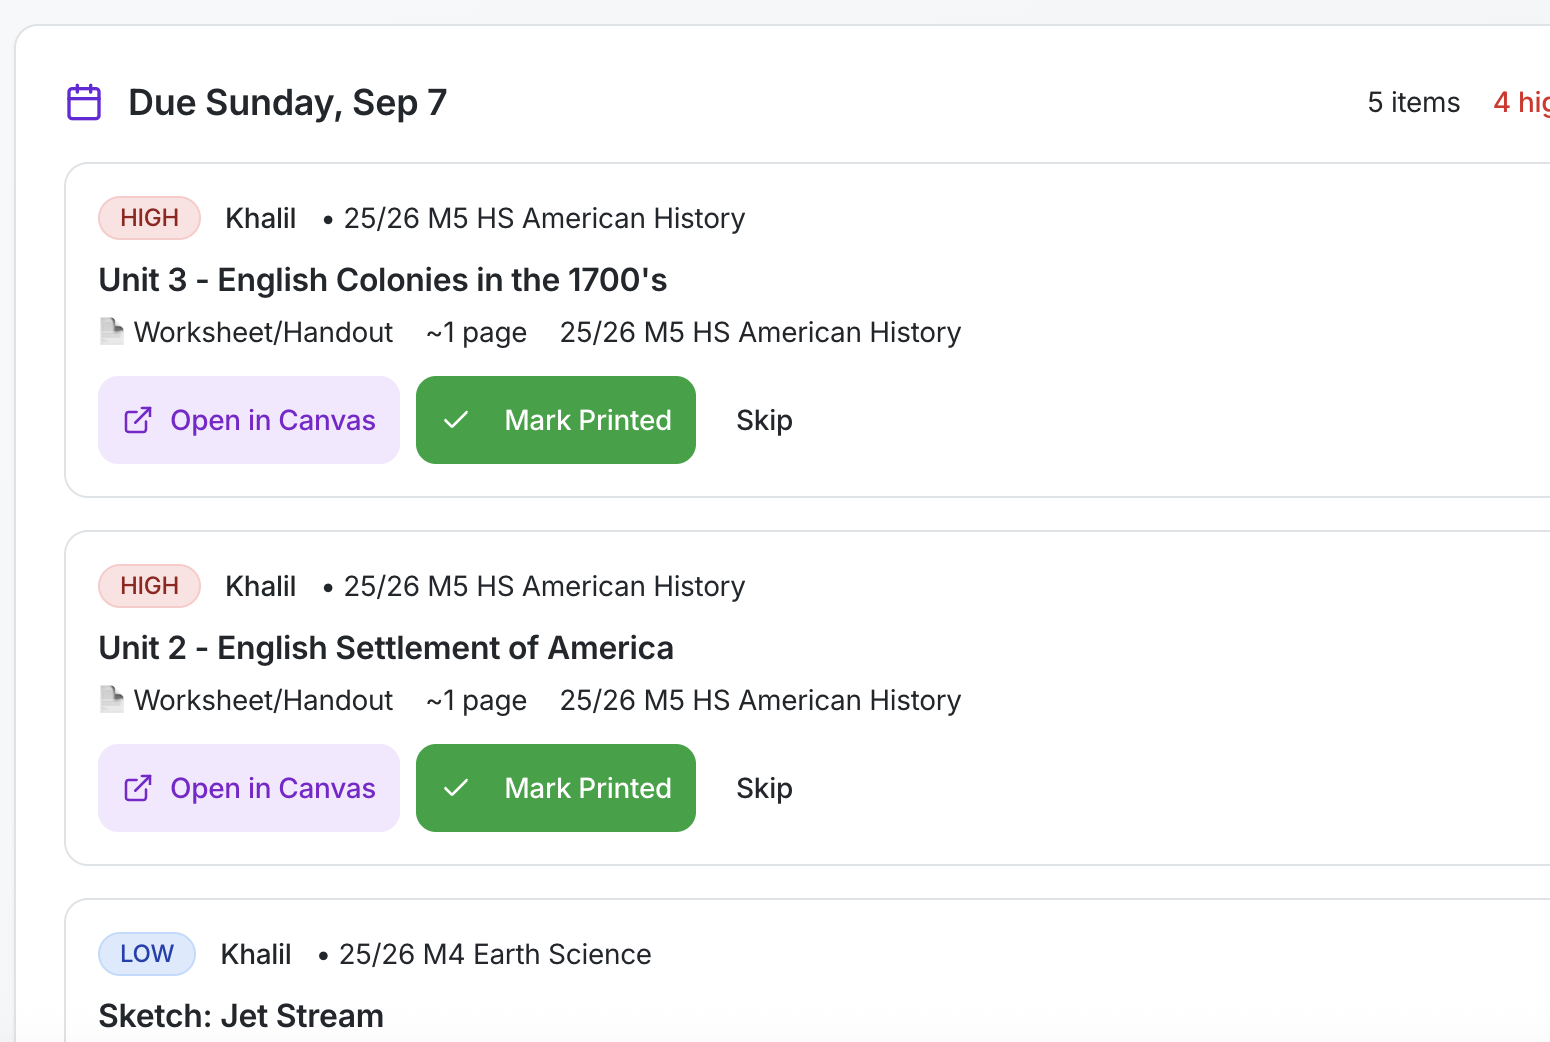 Due Sunday, Sep 7
5 items 4 hig
HIGH Khalil • 25/26 M5 HS American History
Unit 3 - English Colonies in the 1700's
Worksheet/Handout ~1 page 25/26 M5 HS American History
Open in Canvas Mark Printed Skip
HIGH Khalil • 25/26 M5 HS American History
Unit 2 - English Settlement of America
Worksheet/Handout ~1 page 25/26 M5 HS American History
Open in Canvas Mark Printed Skip
LOW Khalil • 25/26 M4 Earth Science
Sketch: Jet Stream